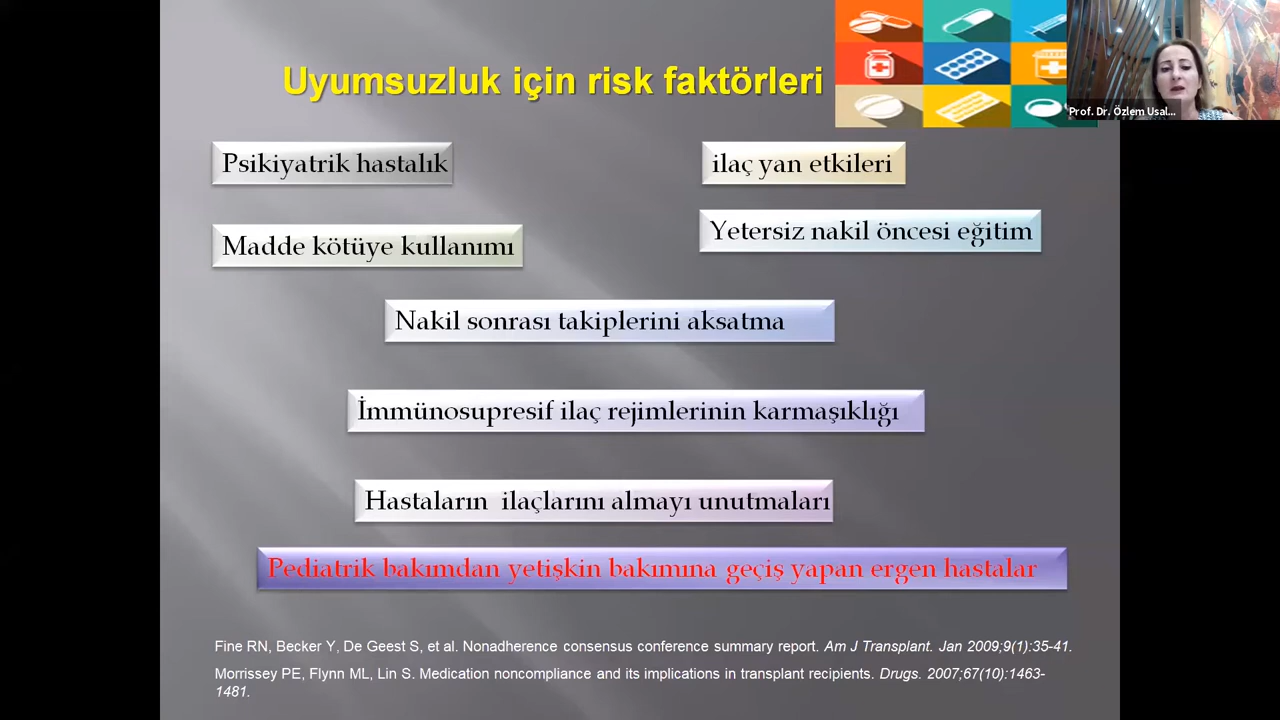 Uyumsuzluk için risk faktörleri
Prof. Dr. Özlem Usal...
Psikiyatrik hastalık
ilaç yan etkileri
Madde kötüye kullanımı
Yetersiz nakil öncesi eğitim
Nakil sonrası takiplerini aksatma
İmmünosupresif ilaç rejimlerinin karmaşıklığı
Hastaların ilaçlarını almayı unutmaları
Pediatrik bakımdan yetişkin bakımına geçiş yapan ergen hastalar
Fine RN, Becker Y, De Geest S, et al. Nonadherence consensus conference summary report. Am J Transplant. Jan 2009;9(1):35-41.
Morrissey PE, Flynn ML, Lin S. Medication noncompliance and its implications in transplant recipients. Drugs. 2007;67(10):1463-
1481.